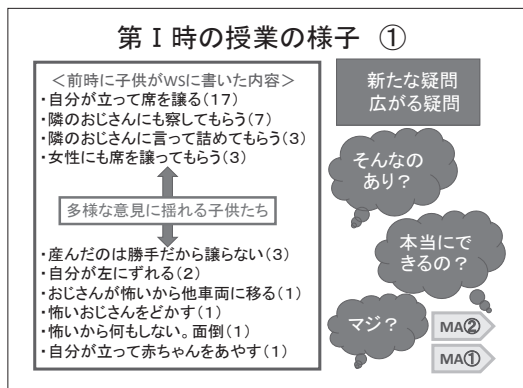 第Ⅰ時の授業の様子 ①
＜前時に子供がWSに書いた内容＞
・自分が立って席を譲る（17）
・隣のおじさんにも察してもらう（7）
・隣のおじさんに言って詰めてもらう（3）
・女性にも席を譲ってもらう（3）
多様な意見に揺れる子供たち
・産んだのは勝手だから譲らない（3）
・自分が左にずれる（2）
・おじさんが怖いから他車両に移る（1）
・怖いおじさんをどかす（1）
・怖いから何もしない。面倒（1）
・自分が立って赤ちゃんをあやす（1）
新たな疑問
広がる疑問
そんなの
あり？
本当にで
きるの？
マジ？
MA②
MA①